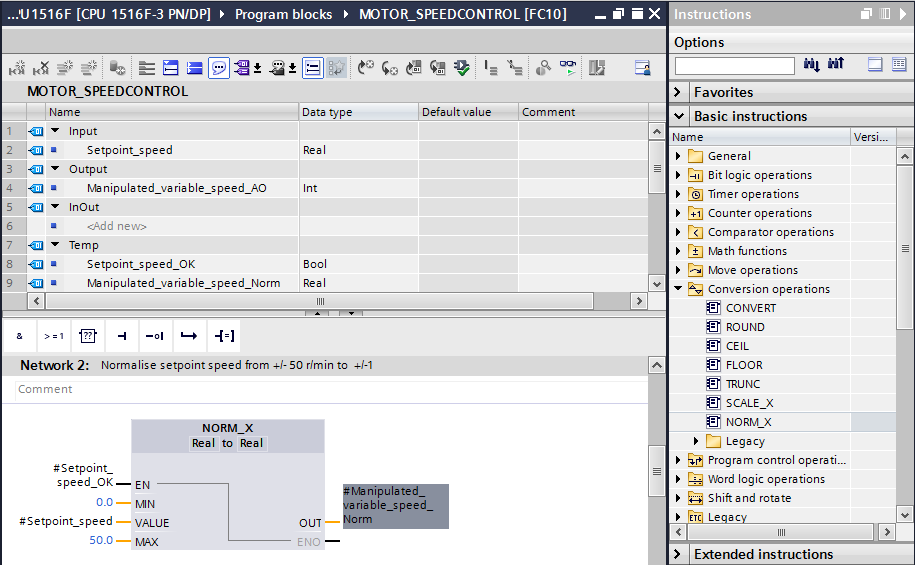 ...'U1516F [CPU 1516F-3 PN/DP] Program blocks MOTOR_SPEEDCONTROL [FC10]
MOTOR_SPEEDCONTROL
Name Data type Default value Comment
1 Input
2 Setpoint_speed Real
3 Output
4 Manipulated_variable_speed_AO Int
5 InOut
6 <Add new>
7 Temp
8 Setpoint_speed_OK Bool
9 Manipulated_variable_speed_Norm Real
& >=1 ??
Network 2: Normalise setpoint speed from +/- 50 r/min to +/-1
Comment
NORM_X
Real to Real
#Setpoint_
speed_OK EN
0.0 MIN
#Setpoint_speed VALUE
50.0 MAX
OUT
ENO
#Manipulated_
variable_speed_
Norm
Instructions
Options
Favorites
Basic instructions
Name Versi...
General
Bit logic operations
Timer operations
Counter operations
Comparator operations
Math functions
Move operations
Conversion operations
CONVERT
ROUND
CEIL
FLOOR
TRUNC
SCALE_X
NORM_X
Legacy
Program control operati...
Word logic operations
Shift and rotate
Legacy
Extended instructions